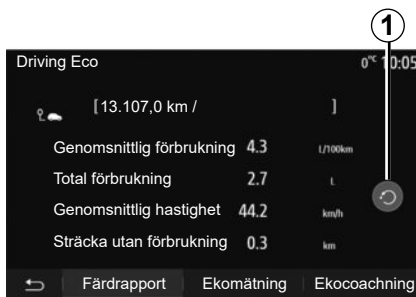 1
Driving Eco 0°C 10:05
[13.107,0 km / ]
Genomsnittlig förbrukning 4.3 L/100km
Total förbrukning 2.7 L
Genomsnittlig hastighet 44.2 km/h
Sträcka utan förbrukning 0.3 km
Färdrapport Ekomätning Ekocoachning